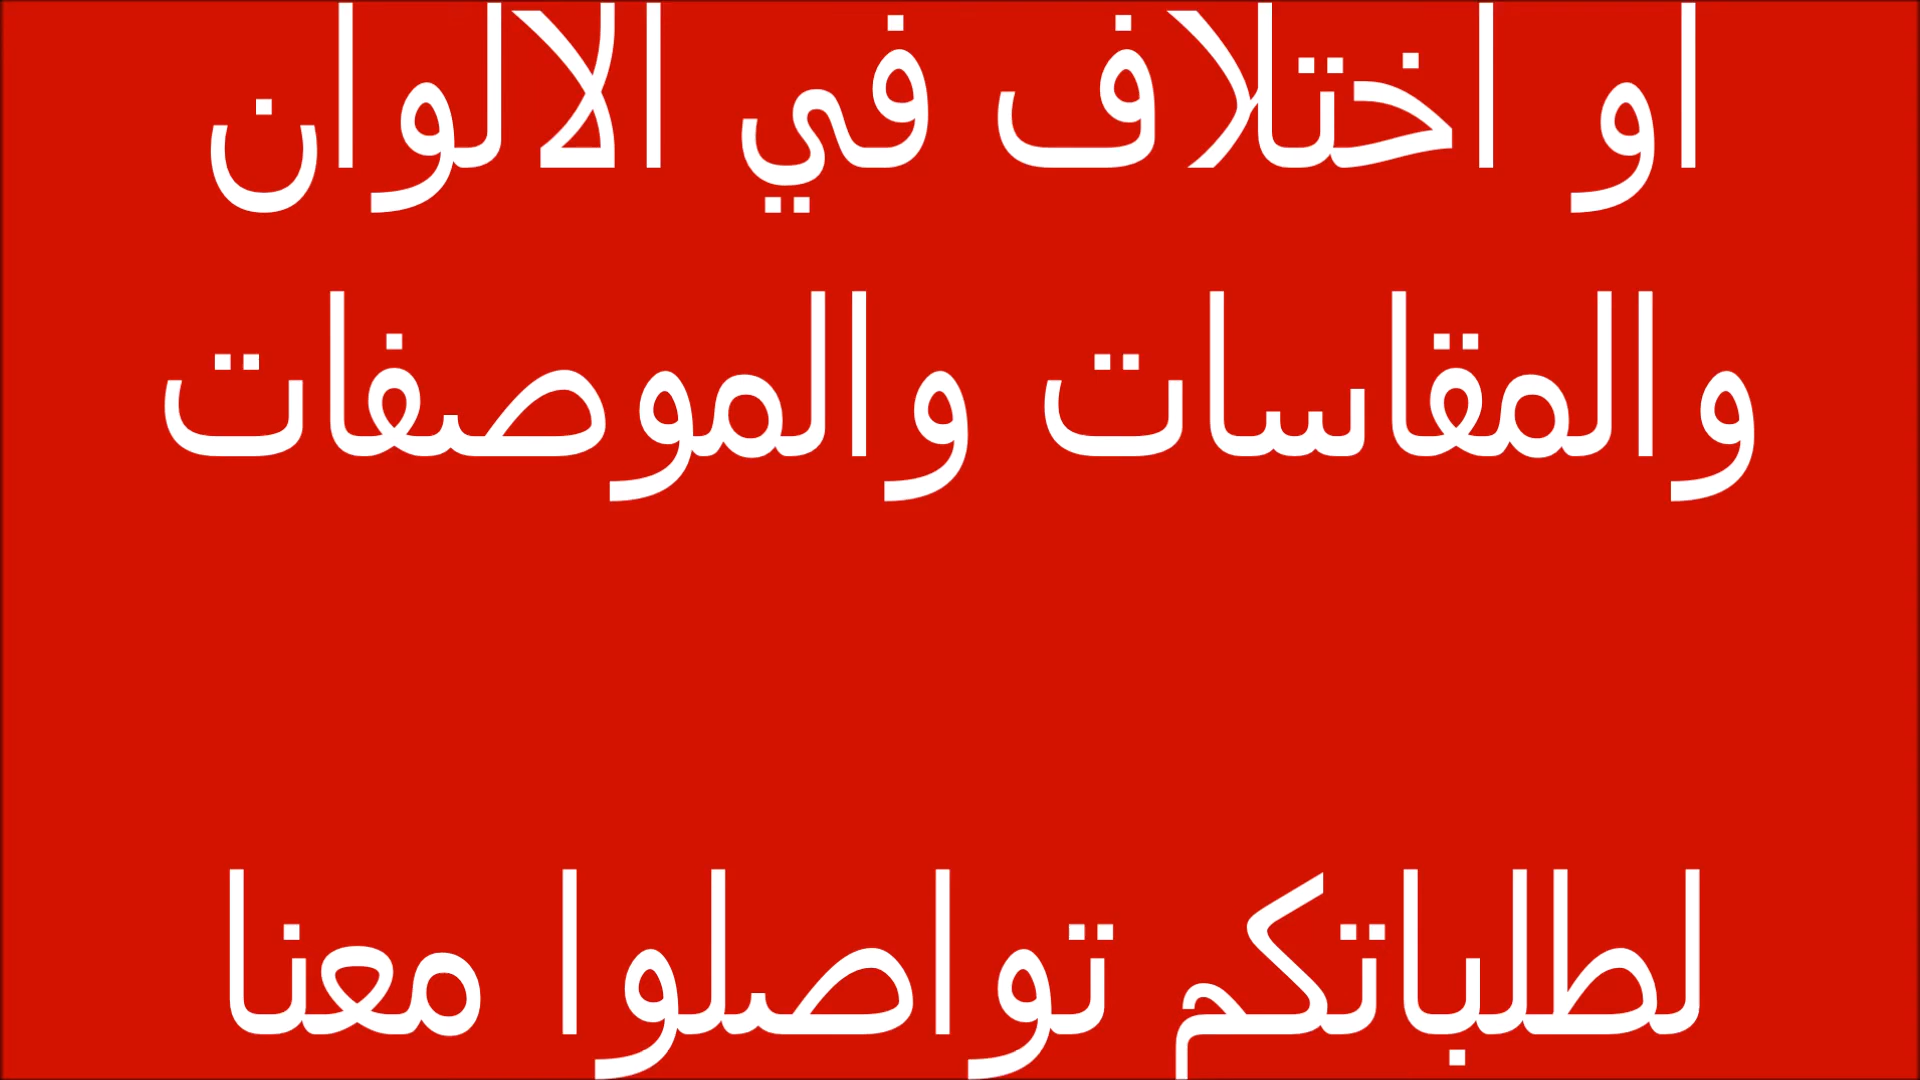 او اختلاف في الالوان
والمقاسات والموصفات
لطلباتكم تواصلوا معنا